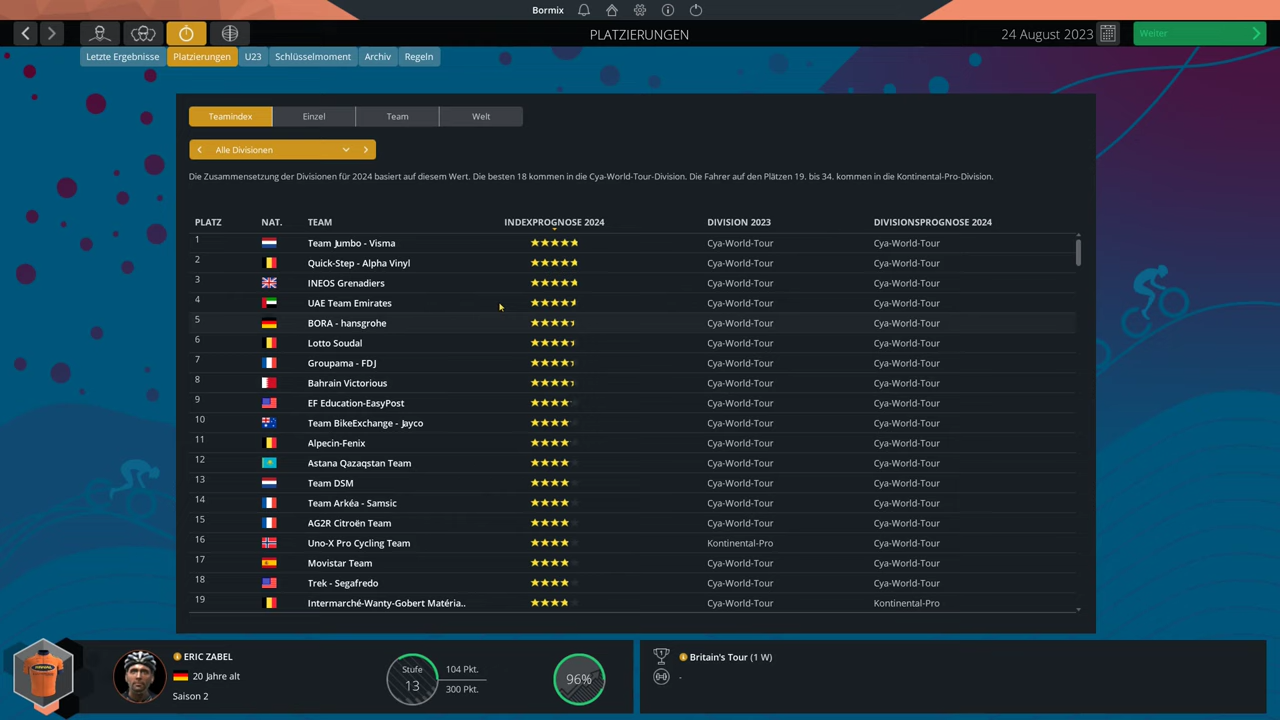 Bormix
PLATZIERUNGEN
24 August 2023
Weiter
Letzte Ergebnisse
Platzierungen
U23
Schlüsselmoment
Archiv
Regeln
Teamindex
Einzel
Team
Welt
Alle Divisionen
Die Zusammensetzung der Divisionen für 2024 basiert auf diesem Wert. Die besten 18 kommen in die Cya-World-Tour-Division. Die Fahrer auf den Plätzen 19. bis 34. kommen in die Kontinental-Pro-Division.
PLATZ NAT. TEAM INDEXPROGNOSE 2024 DIVISION 2023 DIVISIONSPROGNOSE 2024
1 Team Jumbo - Visma Cya-World-Tour Cya-World-Tour
2 Quick-Step - Alpha Vinyl Cya-World-Tour Cya-World-Tour
3 INEOS Grenadiers Cya-World-Tour Cya-World-Tour
4 UAE Team Emirates Cya-World-Tour Cya-World-Tour
5 BORA - hansgrohe Cya-World-Tour Cya-World-Tour
6 Lotto Soudal Cya-World-Tour Cya-World-Tour
7 Groupama - FDJ Cya-World-Tour Cya-World-Tour
8 Bahrain Victorious Cya-World-Tour Cya-World-Tour
9 EF Education-EasyPost Cya-World-Tour Cya-World-Tour
10 Team BikeExchange - Jayco Cya-World-Tour Cya-World-Tour
11 Alpecin-Fenix Cya-World-Tour Cya-World-Tour
12 Astana Qazaqstan Team Cya-World-Tour Cya-World-Tour
13 Team DSM Cya-World-Tour Cya-World-Tour
14 Team Arkéa - Samsic Cya-World-Tour Cya-World-Tour
15 AG2R Citroën Team Cya-World-Tour Cya-World-Tour
16 Uno-X Pro Cycling Team Kontinental-Pro Cya-World-Tour
17 Movistar Team Cya-World-Tour Cya-World-Tour
18 Trek - Segafredo Cya-World-Tour Cya-World-Tour
19 Intermarché-Wanty-Gobert Matéria.. Cya-World-Tour Kontinental-Pro
ERIC ZABEL
20 Jahre alt
Saison 2
Stufe
13
104 Pkt.
300 Pkt.
96%
Britain's Tour (1 W)
-